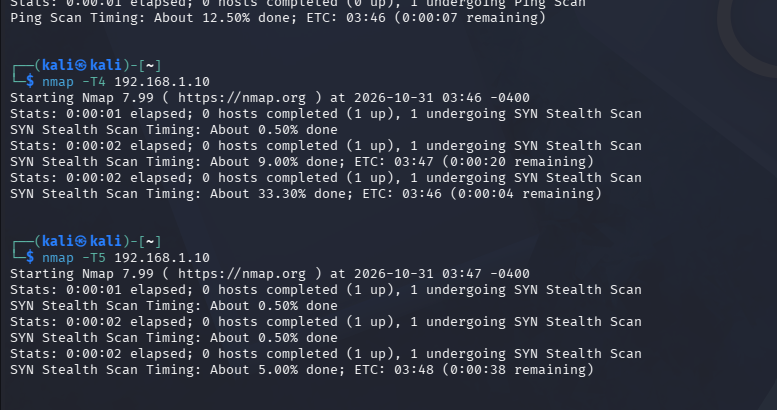 Stats: 0:00:01 elapsed; 0 hosts completed (0 up), 1 undergoing Ping Scan
Ping Scan Timing: About 12.50% done; ETC: 03:46 (0:00:07 remaining)
┌──(kali㉿kali)-[~]
└─$ nmap -T4 192.168.1.10
Starting Nmap 7.99 ( https://nmap.org ) at 2026-10-31 03:46 -0400
Stats: 0:00:01 elapsed; 0 hosts completed (1 up), 1 undergoing SYN Stealth Scan
SYN Stealth Scan Timing: About 0.50% done
Stats: 0:00:02 elapsed; 0 hosts completed (1 up), 1 undergoing SYN Stealth Scan
SYN Stealth Scan Timing: About 9.00% done; ETC: 03:47 (0:00:20 remaining)
Stats: 0:00:02 elapsed; 0 hosts completed (1 up), 1 undergoing SYN Stealth Scan
SYN Stealth Scan Timing: About 33.30% done; ETC: 03:46 (0:00:04 remaining)
┌──(kali㉿kali)-[~]
└─$ nmap -T5 192.168.1.10
Starting Nmap 7.99 ( https://nmap.org ) at 2026-10-31 03:47 -0400
Stats: 0:00:01 elapsed; 0 hosts completed (1 up), 1 undergoing SYN Stealth Scan
SYN Stealth Scan Timing: About 0.50% done
Stats: 0:00:02 elapsed; 0 hosts completed (1 up), 1 undergoing SYN Stealth Scan
SYN Stealth Scan Timing: About 0.50% done
Stats: 0:00:02 elapsed; 0 hosts completed (1 up), 1 undergoing SYN Stealth Scan
SYN Stealth Scan Timing: About 5.00% done; ETC: 03:48 (0:00:38 remaining)